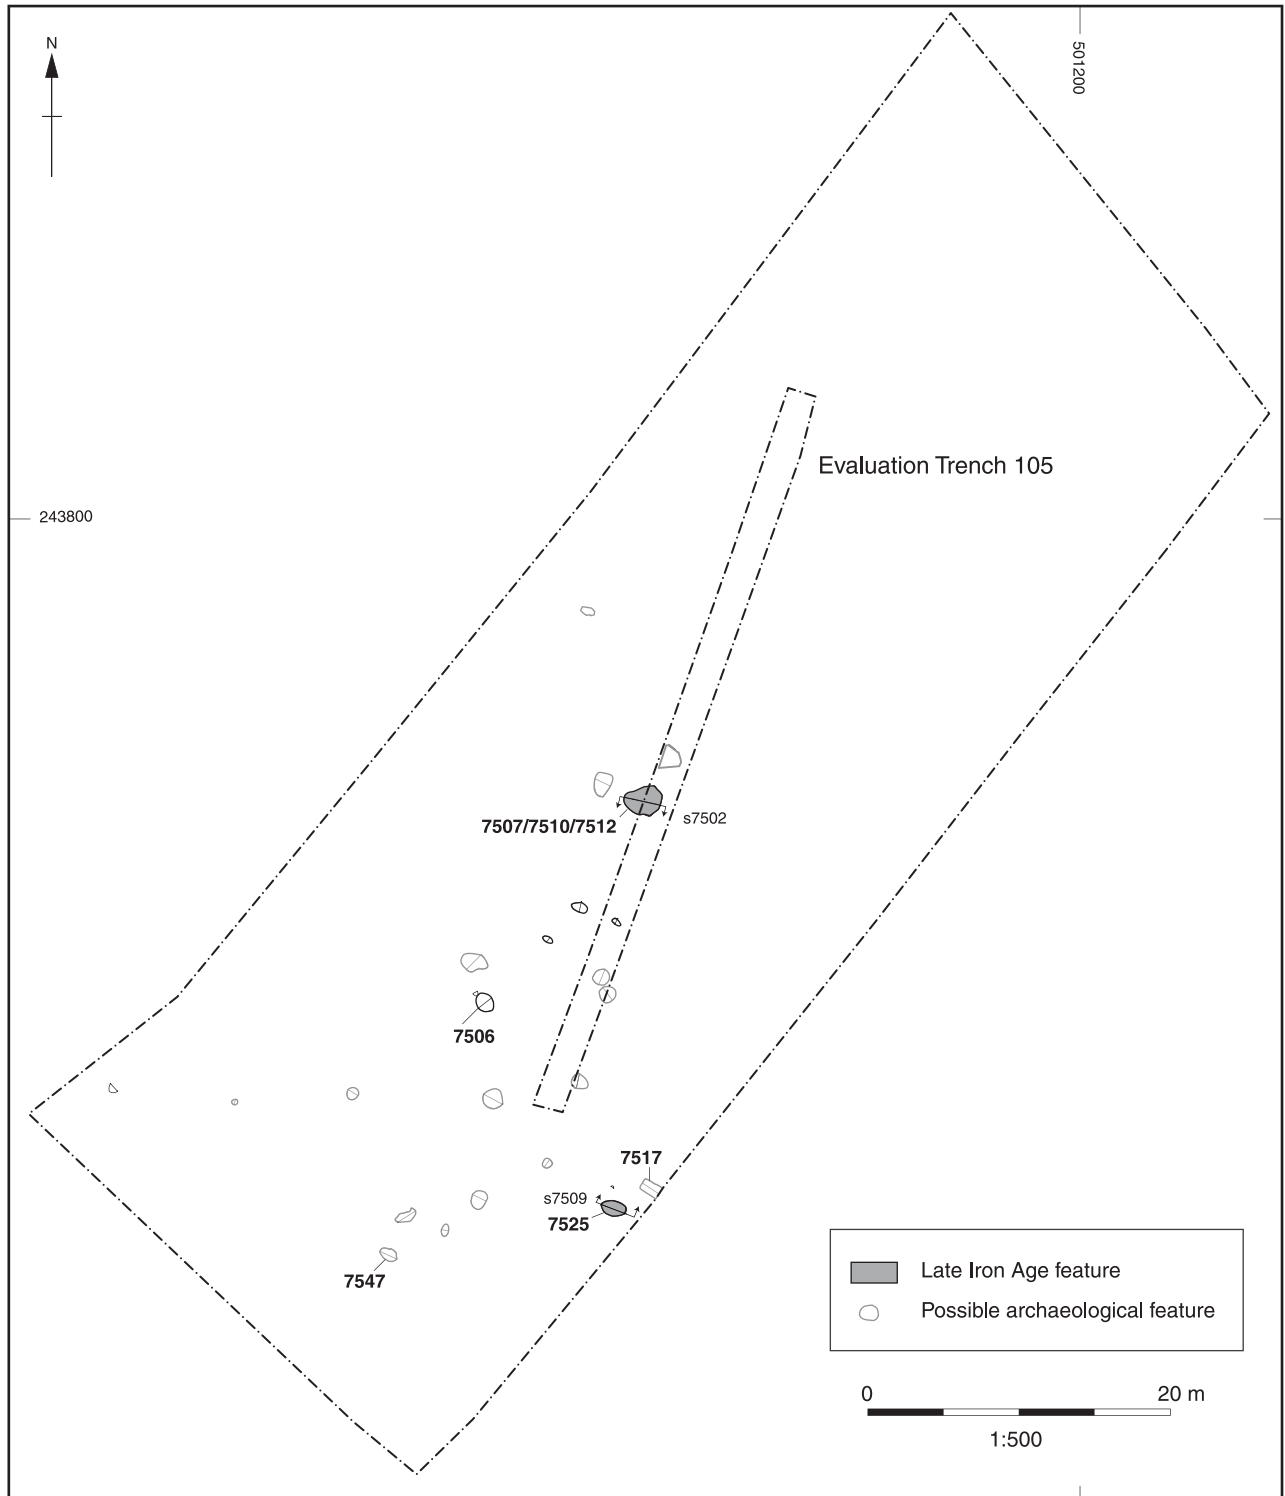 N
501200
Evaluation Trench 105
243800
7507/7510/7512
s7502
7506
7517
s7509
7525
7547
Late Iron Age feature
Possible archaeological feature
0 20 m
1:500